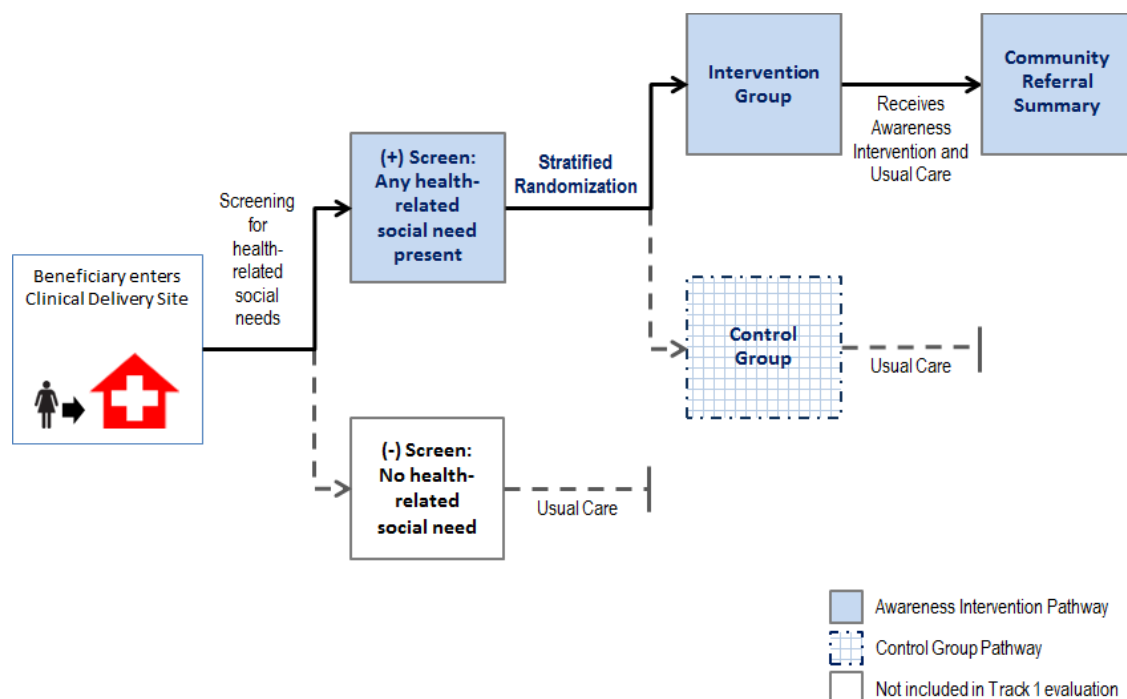 Beneficiary enters
Clinical Delivery Site
Screening
for
health-
related
social
needs
(+) Screen:
Any health-
related
social need
present
(-) Screen:
No health-
related
social need
Usual Care
Stratified
Randomization
Intervention
Group
Receives
Awareness
Intervention and
Usual Care
Community
Referral
Summary
Control
Group
Usual Care
Awareness Intervention Pathway
Control Group Pathway
Not included in Track 1 evaluation